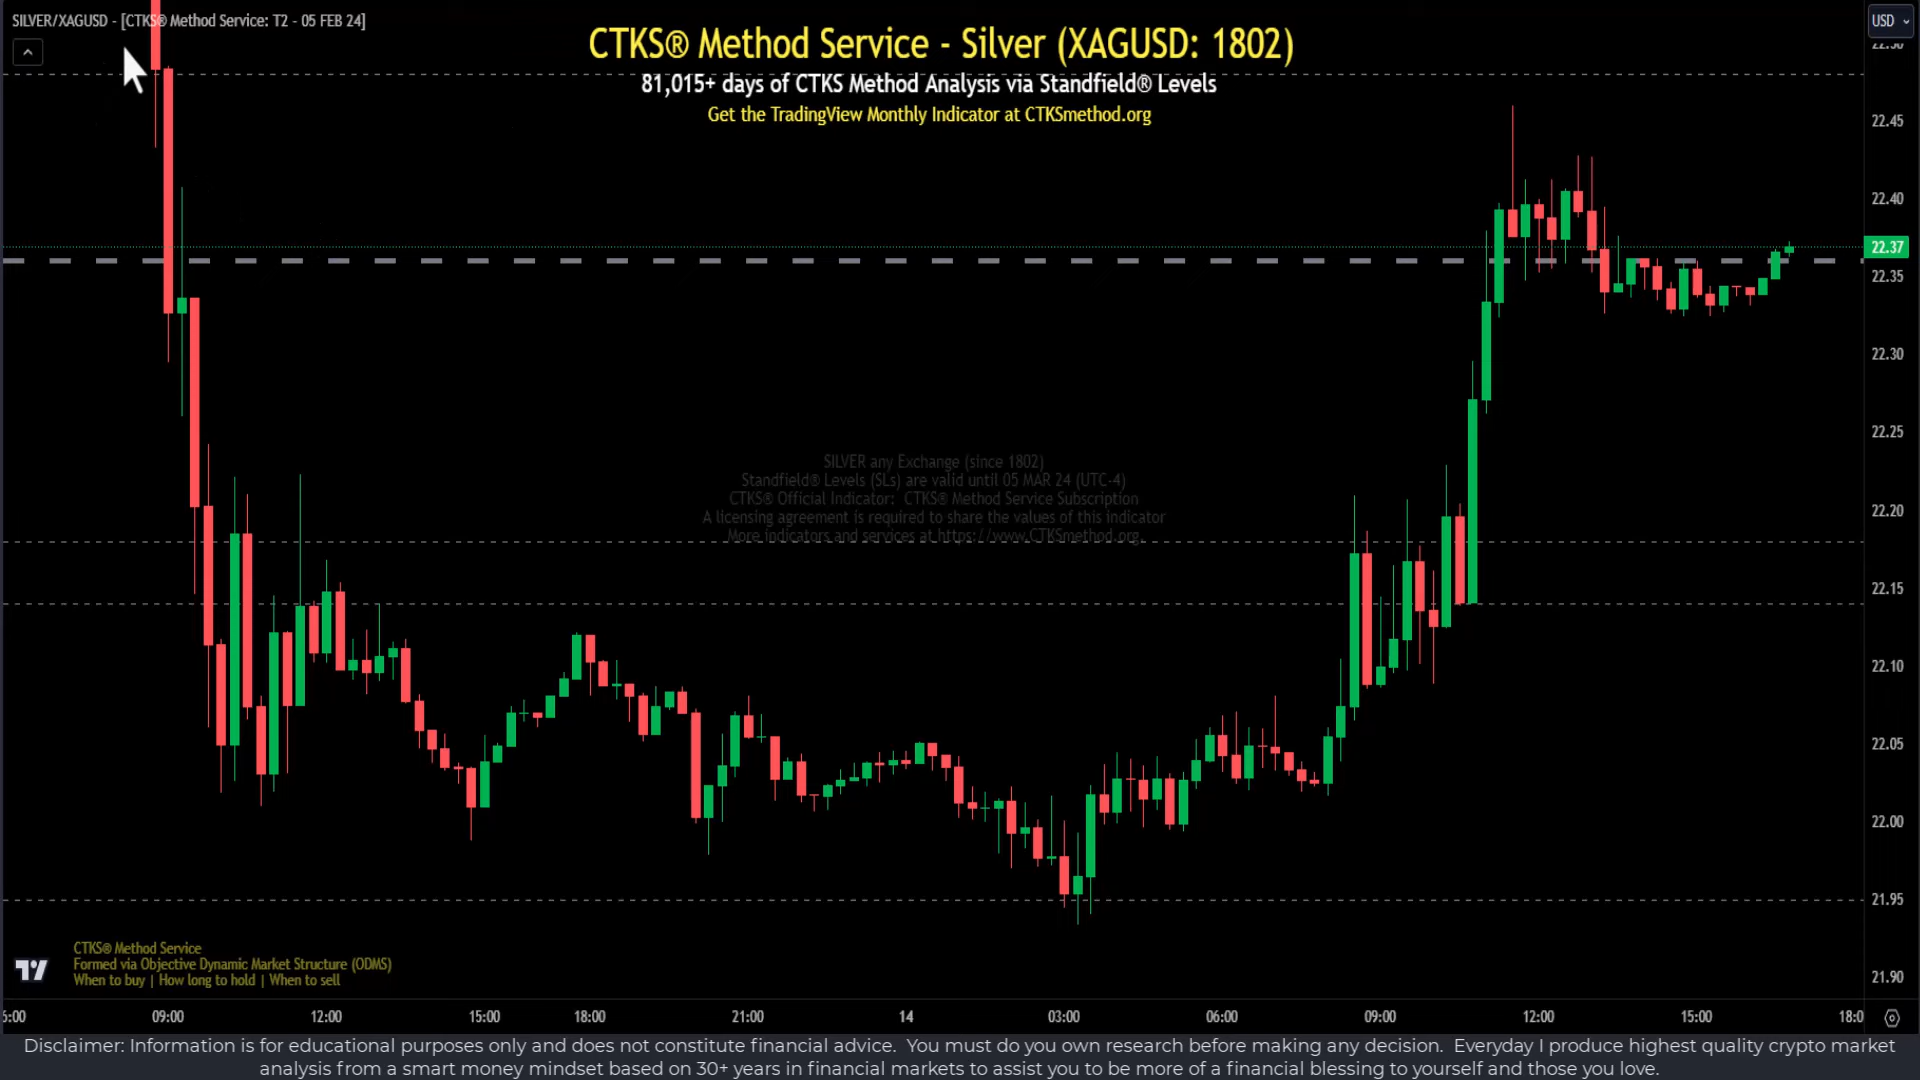 SILVER/XAGUSD - [CTKS® Method Service: T2 - 05 FEB 24]
USD
CTKS® Method Service - Silver (XAGUSD: 1802)
81,015+ days of CTKS Method Analysis via Standfield® Levels
Get the TradingView Monthly Indicator at CTKSmethod.org
22.45
22.40
22.37
22.35
22.30
22.25
22.20
22.15
22.10
22.05
22.00
21.95
21.90
SILVER any Exchange (since 1802)
Standfield® Levels (SLs) are valid until 05 MAR 24 (UTC-4)
CTKS® Official Indicator: CTKS® Method Service Subscription
A licensing agreement is required to share the values of this indicator
More indicators and services at https://www.CTKSmethod.org
CTKS® Method Service
Formed via Objective Dynamic Market Structure (ODMS)
When to buy | How long to hold | When to sell
6:00 09:00 12:00 15:00 18:00 21:00 14 03:00 06:00 09:00 12:00 15:00 18:0
Disclaimer: Information is for educational purposes only and does not constitute financial advice. You must do you own research before making any decision. Everyday I produce highest quality crypto market
analysis from a smart money mindset based on 30+ years in financial markets to assist you to be more of a financial blessing to yourself and those you love.